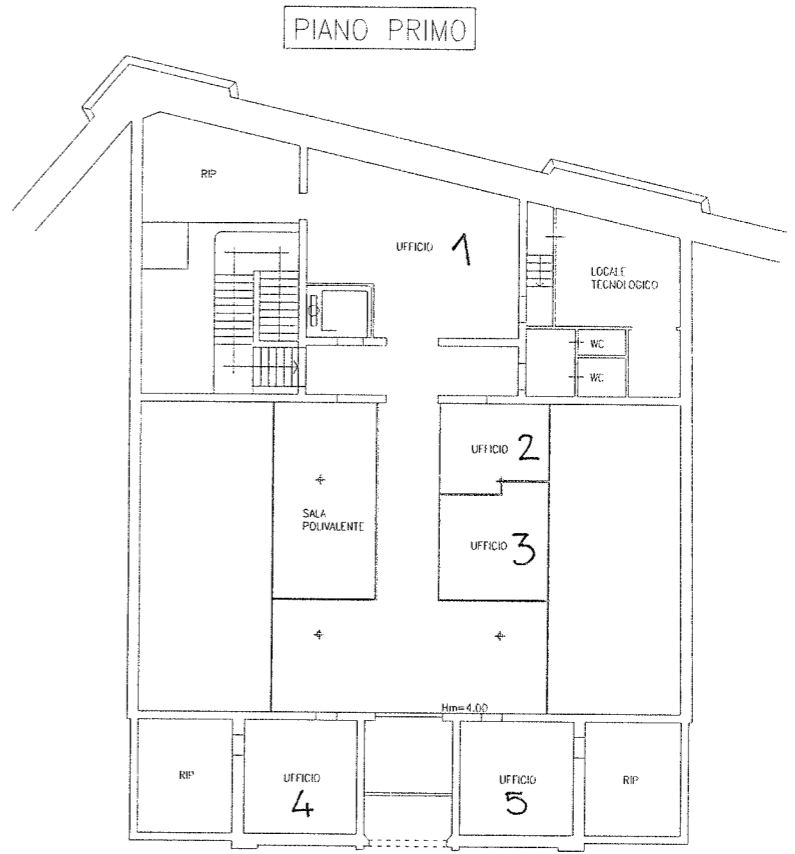 PIANO PRIMO
RIP
UFFICIO 1
LOCALE
TECNOLOGICO
WC
WC
UFFICIO 2
SALA
POLIVALENTE
UFFICIO 3
Hm=4.00
RIP
UFFICIO
4
UFFICIO
5
RIP